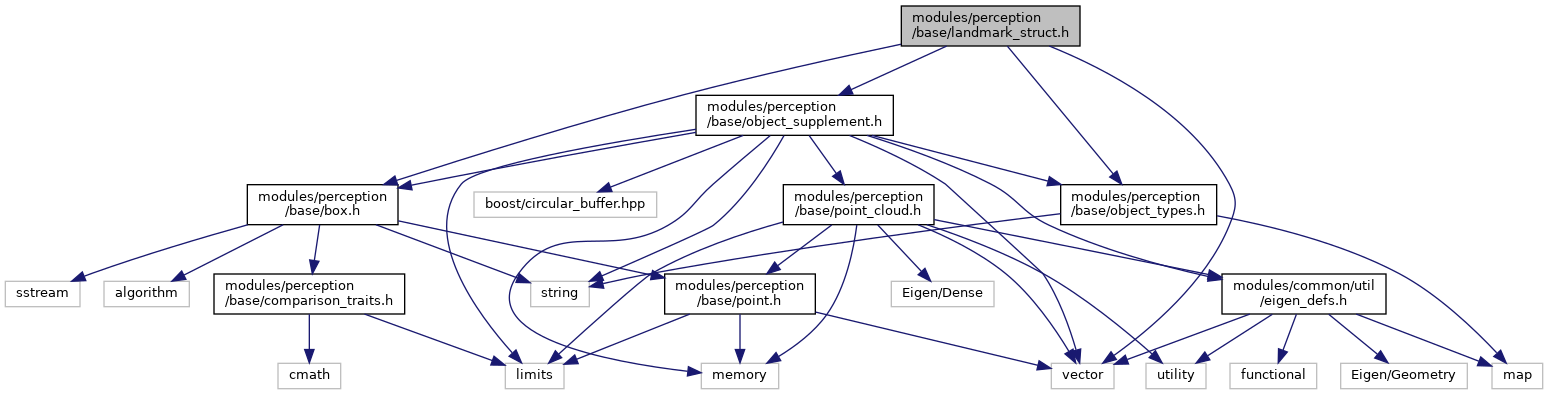 modules/perception
/base/landmark_struct.h
modules/perception
/base/object_supplement.h
modules/perception
/base/box.h
boost/circular_buffer.hpp
modules/perception
/base/point_cloud.h
modules/perception
/base/object_types.h
sstream
algorithm
modules/perception
/base/comparison_traits.h
string
modules/perception
/base/point.h
Eigen/Dense
modules/common/util
/eigen_defs.h
cmath
limits
memory
vector
utility
functional
Eigen/Geometry
map